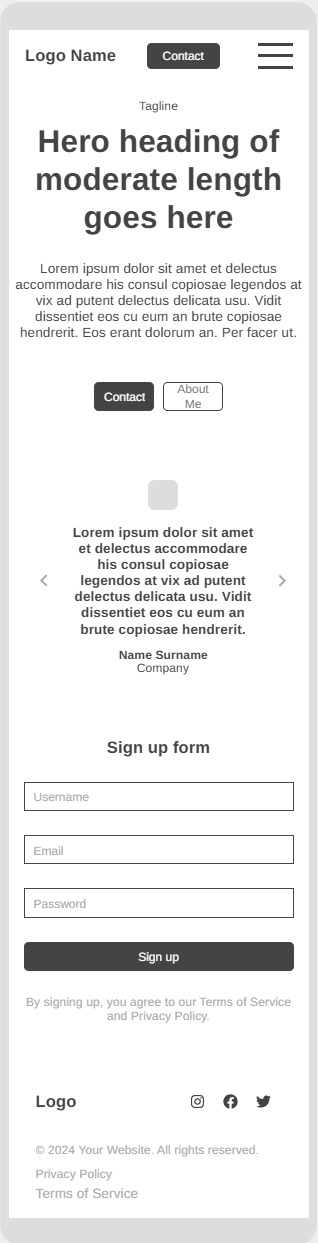 Logo Name
Contact
Tagline
Hero heading of
moderate length
goes here
Lorem ipsum dolor sit amet et delectus
accommodare his consul copiosae legendos at
vix ad putent delectus delicata usu. Vidit
dissentiet eos cu eum an brute copiosae
hendrerit. Eos erant dolorum an. Per facer ut.
Contact
About
Me
Lorem ipsum dolor sit amet
et delectus accommodare
his consul copiosae
legendos at vix ad putent
delectus delicata usu. Vidit
dissentiet eos cu eum an
brute copiosae hendrerit.
Name Surname
Company
Sign up form
Username
Email
Password
Sign up
By signing up, you agree to our Terms of Service
and Privacy Policy.
Logo
© 2024 Your Website. All rights reserved.
Privacy Policy
Terms of Service